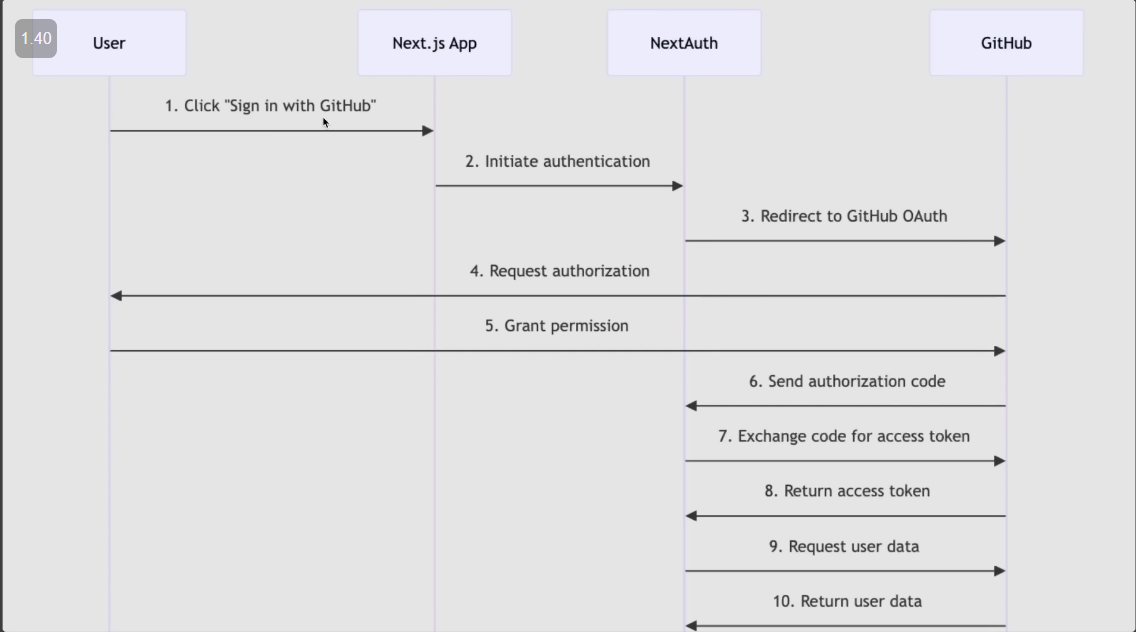 1.40
User
Next.js App
NextAuth
GitHub
1. Click "Sign in with GitHub"
2. Initiate authentication
3. Redirect to GitHub OAuth
4. Request authorization
5. Grant permission
6. Send authorization code
7. Exchange code for access token
8. Return access token
9. Request user data
10. Return user data